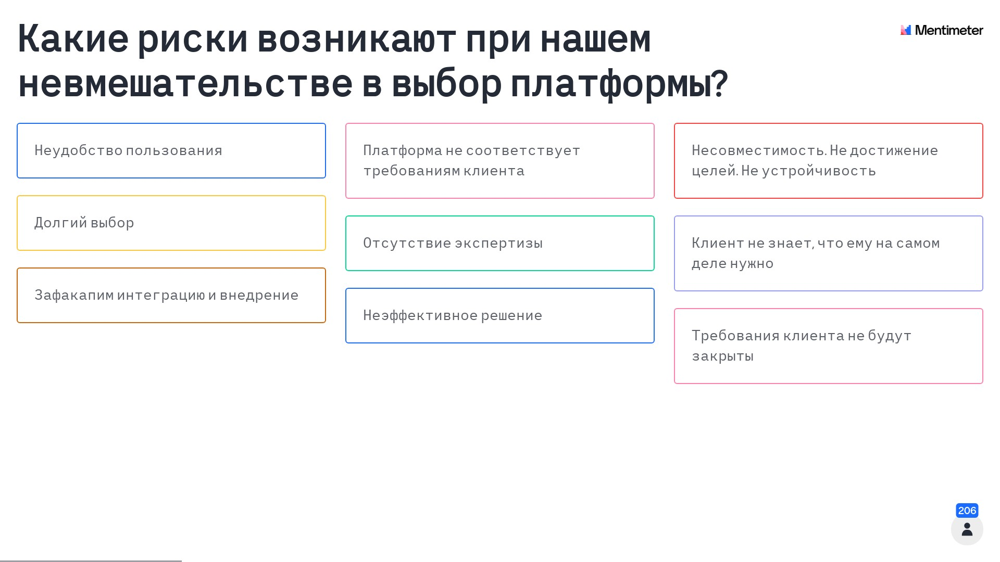 Какие риски возникают при нашем
невмешательстве в выбор платформы?
Mentimeter
Неудобство пользования
Долгий выбор
Зафакапим интеграцию и внедрение
Платформа не соответствует
требованиям клиента
Отсутствие экспертизы
Неэффективное решение
Несовместимость. Не достижение
целей. Не устройчивость
Клиент не знает, что ему на самом
деле нужно
Требования клиента не будут
закрыты
206